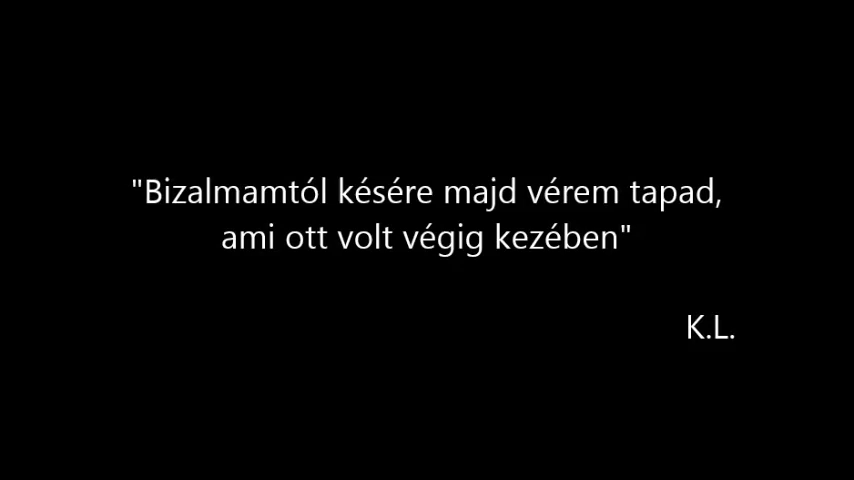 "Bizalmamtól késére majd vérem tapad,
ami ott volt végig kezében"
K.L.